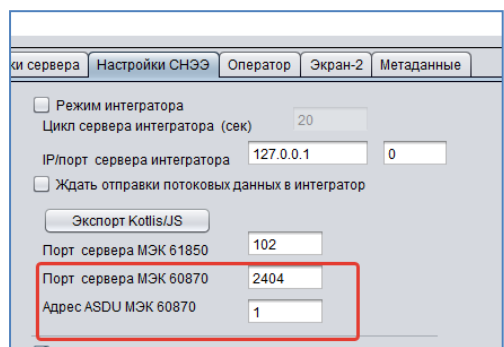 ки сервера Настройки СНЭЭ Оператор Экран-2 Метаданные
Режим интегратора
Цикл сервера интегратора (сек) 20
IP/порт сервера интегратора 127.0.0.1 0
Ждать отправки потоковых данных в интегратор
Экспорт Kotlis/JS
Порт сервера МЭК 61850 102
Порт сервера МЭК 60870 2404
Адрес ASDU МЭК 60870 1